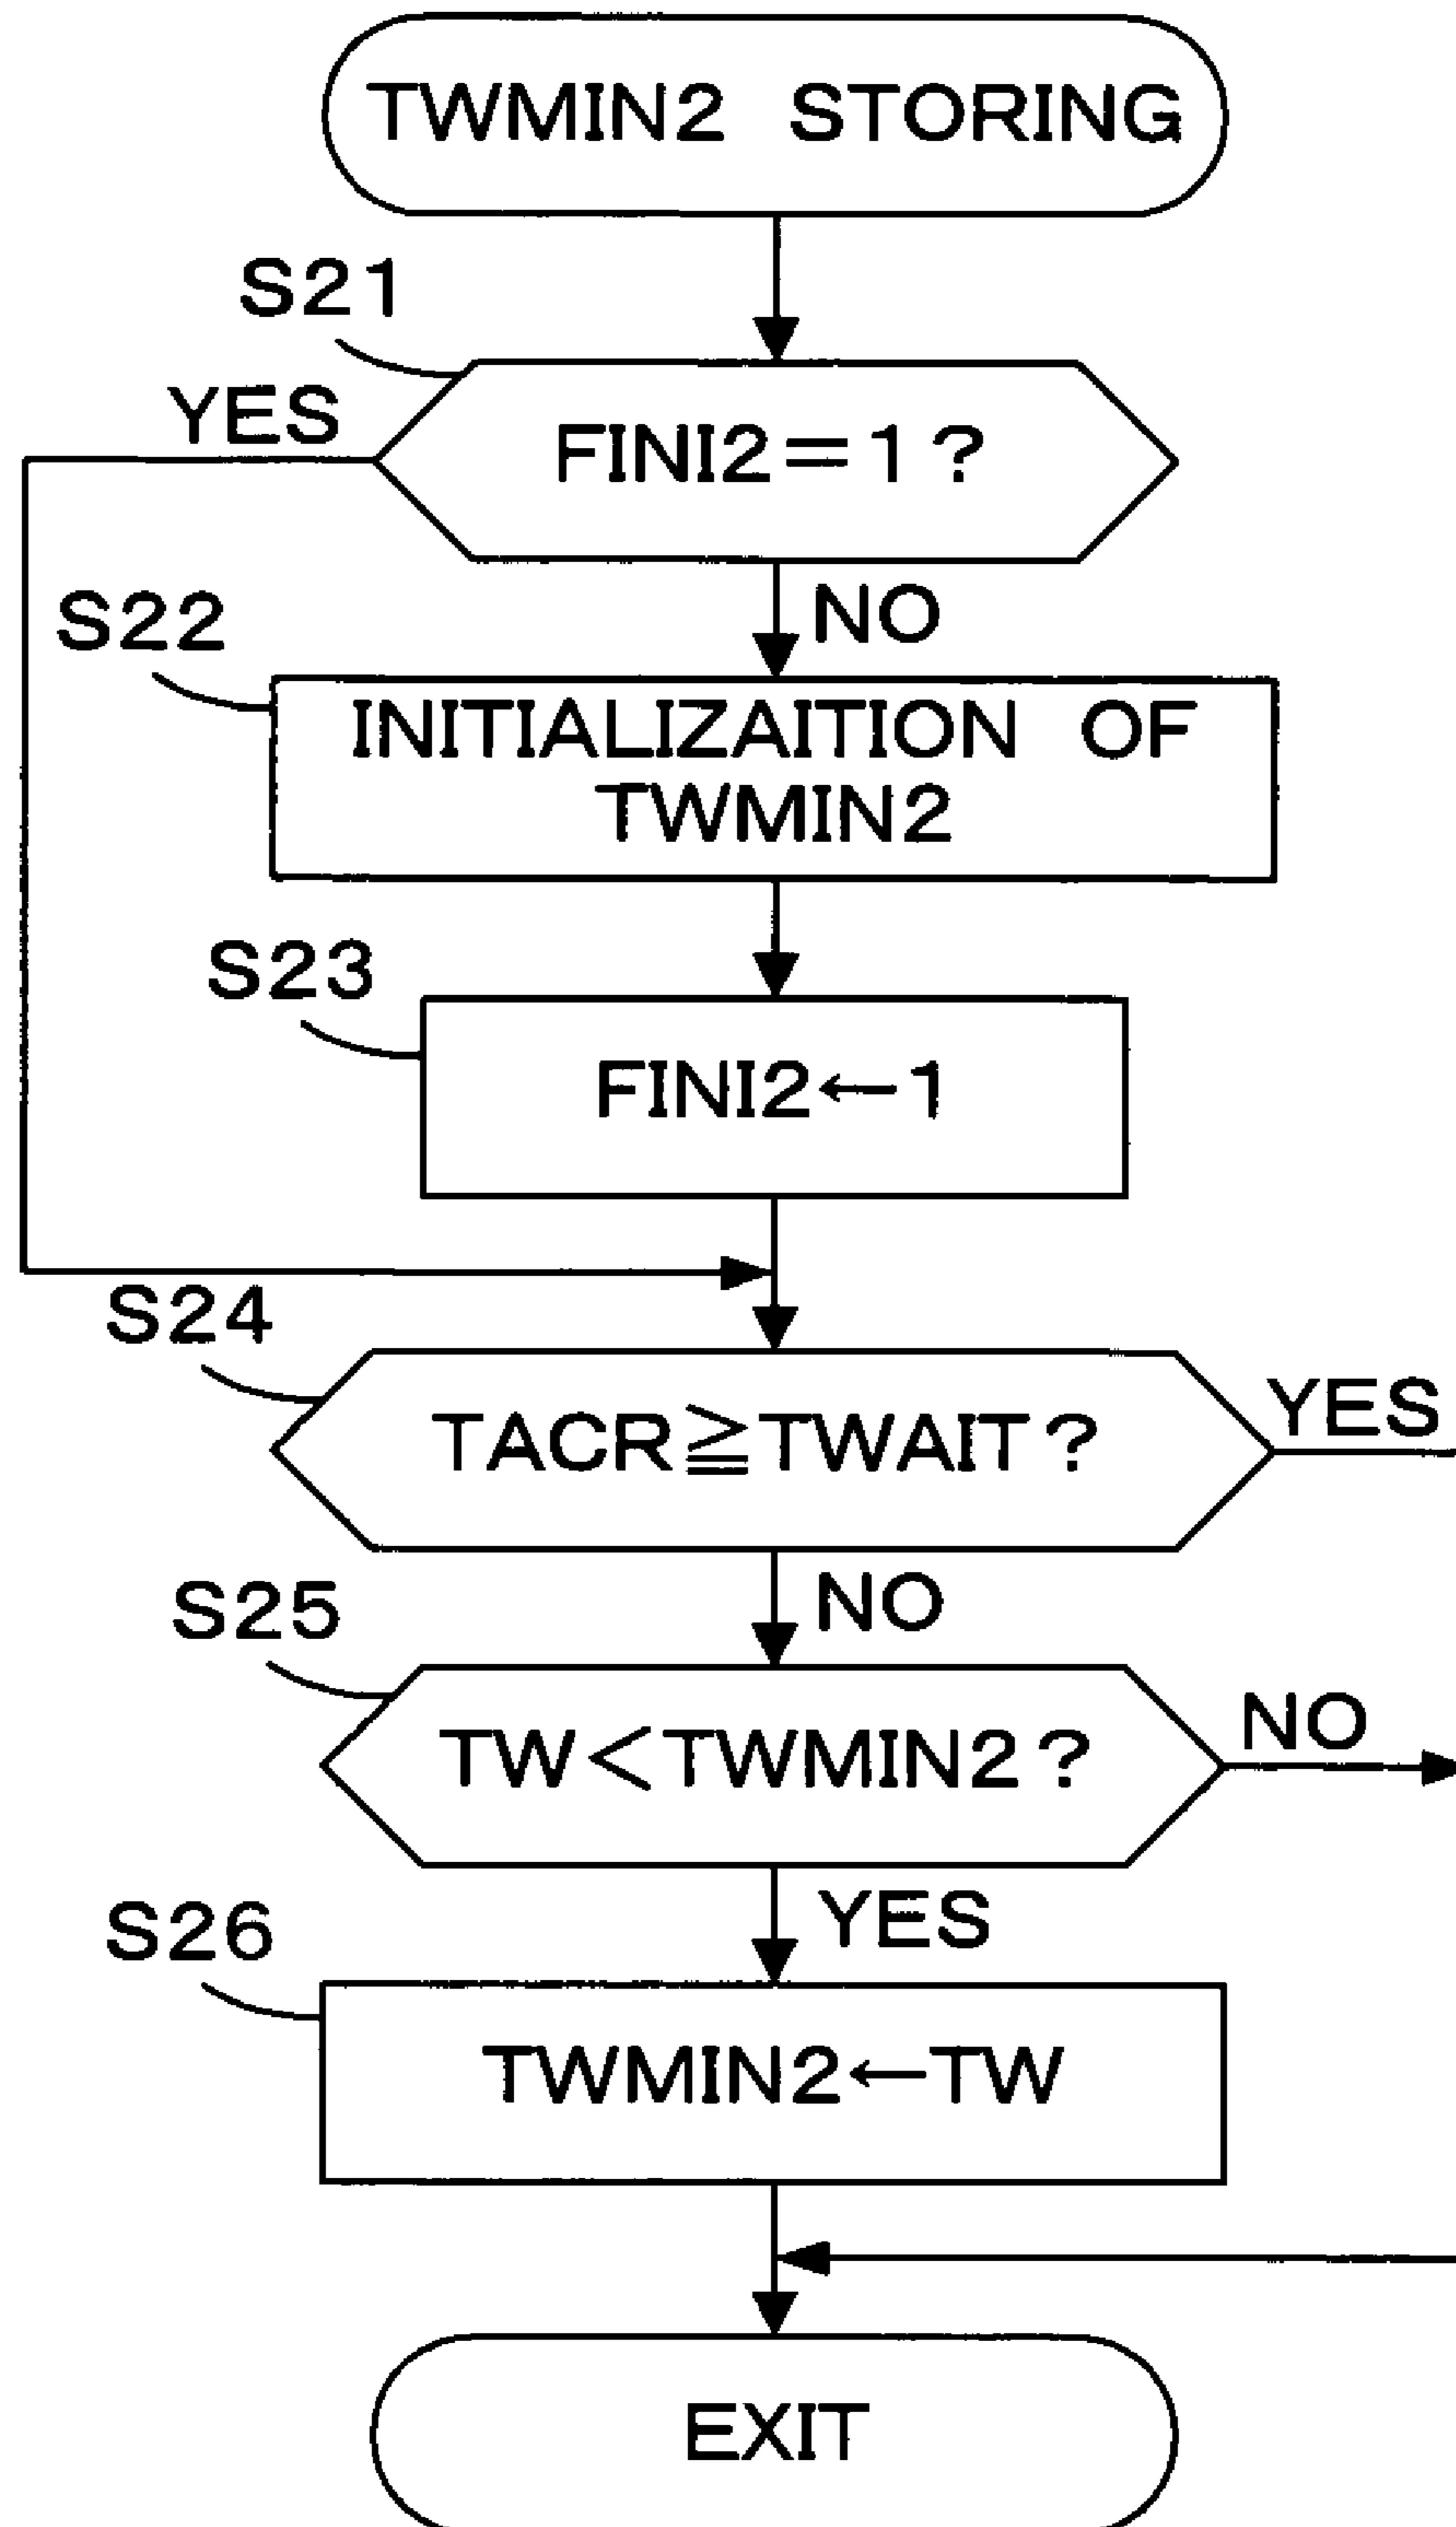 TWMIN2 STORING
S21
YES
FINI2=1?
NO
S22
INITIALIZAITION OF
TWMIN2
S23
FINI2←1
S24
TACR≧TWAIT?
YES
NO
S25
TW<TWMIN2?
NO
YES
S26
TWMIN2←TW
EXIT